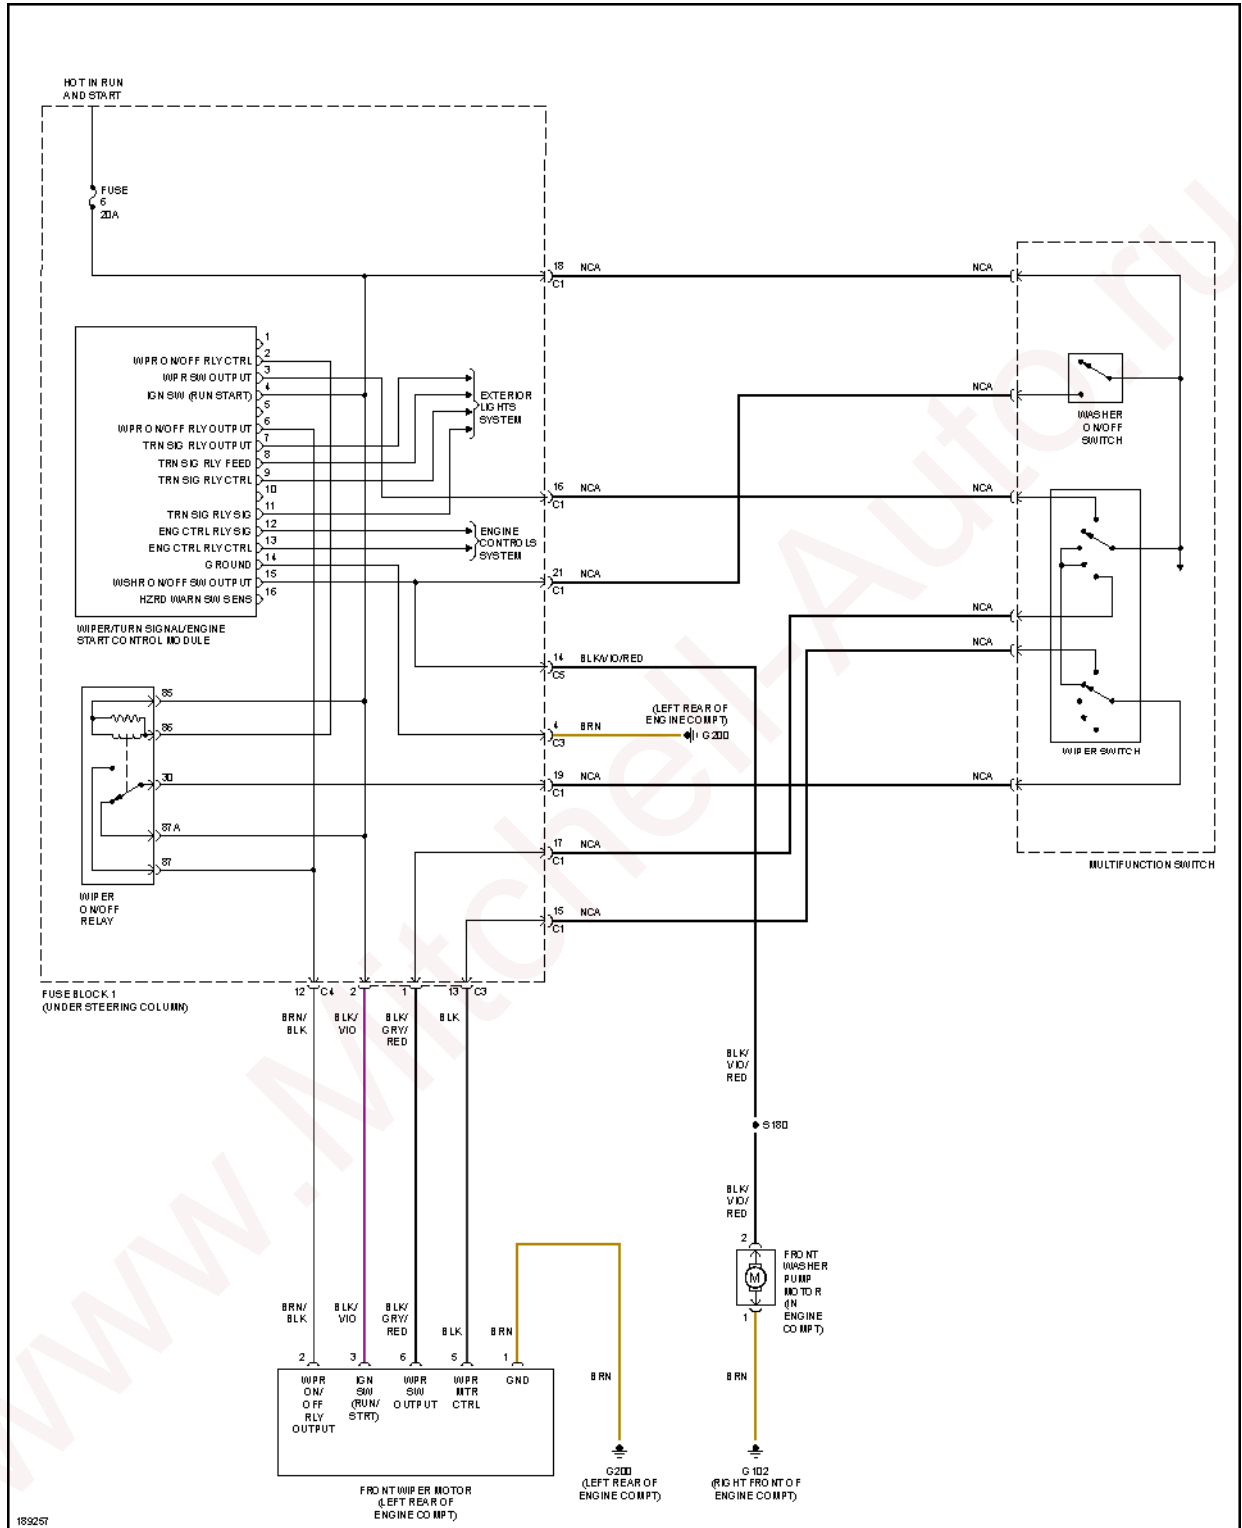 HOT IN RUN
AND START
FUSE
6
20A
18 NCA
C1
NCA
1
WPR ON/OFF RLY CTRL 2
WPR SW OUTPUT 3
IGN SW (RUN START) 4
5
WPR ON/OFF RLY OUTPUT 6
TRN SIG RLY OUTPUT 7
TRN SIG RLY FEED 8
TRN SIG RLY CTRL 9
10
TRN SIG RLY SIG 11
ENG CTRL RLY SIG 12
ENG CTRL RLY CTRL 13
GROUND 14
WSHR ON/OFF SW OUTPUT 15
HZRD WARN SW SENS 16
WIPER/TURN SIGNAL/ENGINE
START CONTROL MODULE
EXTERIOR
LIGHTS
SYSTEM
ENGINE
CONTROLS
SYSTEM
NCA
WASHER
ON/OFF
SWITCH
16 NCA
C1
NCA
21 NCA
C1
NCA
NCA
14 BLK/VIO/RED
C5
(LEFT REAR OF
ENGINE COMPT)
4 BRN
C3
G200
WIPER SWITCH
19 NCA
C1
NCA
17 NCA
C1
MULTIFUNCTION SWITCH
15 NCA
C1
85
86
30
87A
87
WIPER
ON/OFF
RELAY
FUSE BLOCK 1
(UNDER STEERING COLUMN)
12 C4 2 1 13 C3
BRN/
BLK
BLK/
VIO
BLK/
GRY/
RED
BLK
BLK/
VIO/
RED
S180
BLK/
VIO/
RED
2
M
FRONT
WASHER
PUMP
MOTOR
(IN
ENGINE
COMPT)
1
BRN/
BLK
BLK/
VIO
BLK/
GRY/
RED
BLK
BRN
2 3 6 5 1
WPR
ON/
OFF
RLY
OUTPUT
IGN
SW
(RUN/
STRT)
WPR
SW
OUTPUT
WPR
MTR
CTRL
GND
BRN
BRN
G200
(LEFT REAR OF
ENGINE COMPT)
G102
(RIGHT FRONT OF
ENGINE COMPT)
FRONT WIPER MOTOR
(LEFT REAR OF
ENGINE COMPT)
189257
www.Mitchell-Auto.ru